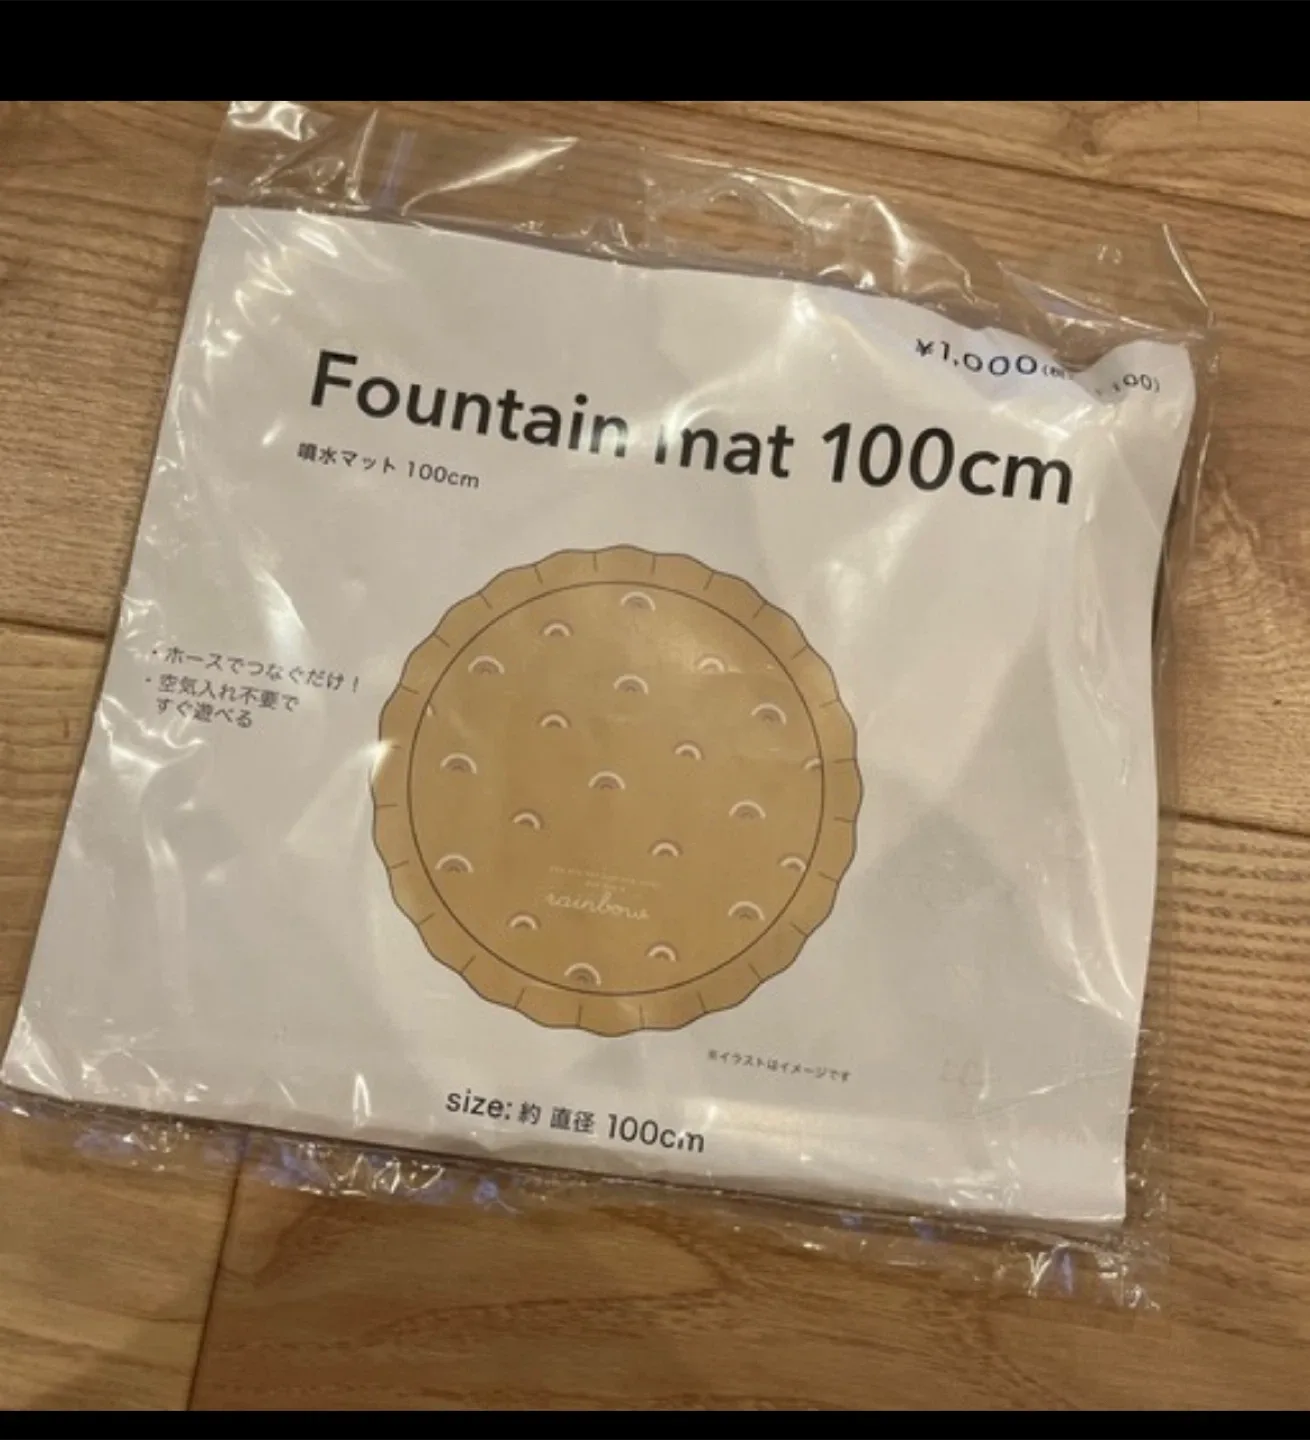 ¥1,000
Fountain mat 100cm
噴水マット 100cm
・ホースでつなぐだけ！
・空気入れ不要で
すぐ遊べる
rainbow
※イラストはイメージです
size: 約 直径 100cm